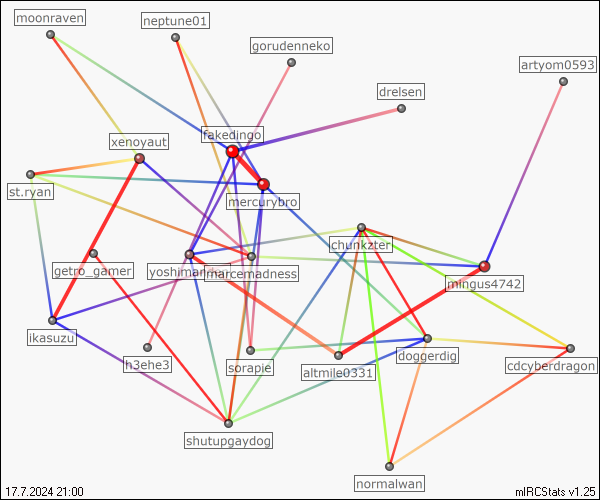 moonraven
neptune01
gorudenneko
artyom0593
drelsen
fakedingo
xenoyaut
st.ryan
mercurybro
chunkzter
getro_gamer
marcemadness
mingus4742
ikasuzu
h3ehe3
sorapie
altmile0331
doggerdig
cdcyberdragon
shutupgaydog
normalwan
17.7.2024 21:00
mIRCStats v1.25